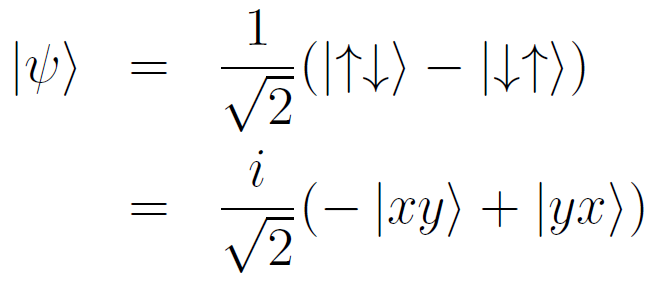 |ψ⟩ = 1/√2 (|↑↓⟩ − |↓↑⟩)
= i/√2 (− |xy⟩ + |yx⟩)